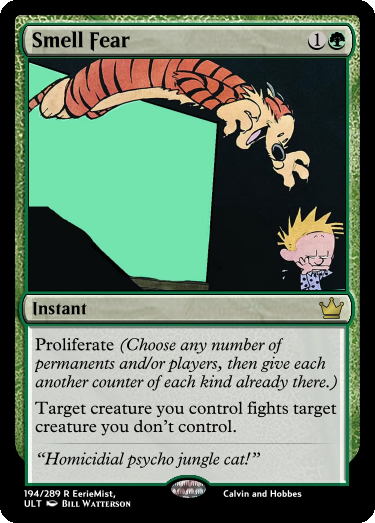 Smell Fear 1
Instant
Proliferate (Choose any number of
permanents and/or players, then give each
another counter of each kind already there.)
Target creature you control fights target
creature you don't control.
"Homicidial psycho jungle cat!"
194/289 R EerieMist,
ULT BILL WATTERSON
Calvin and Hobbes